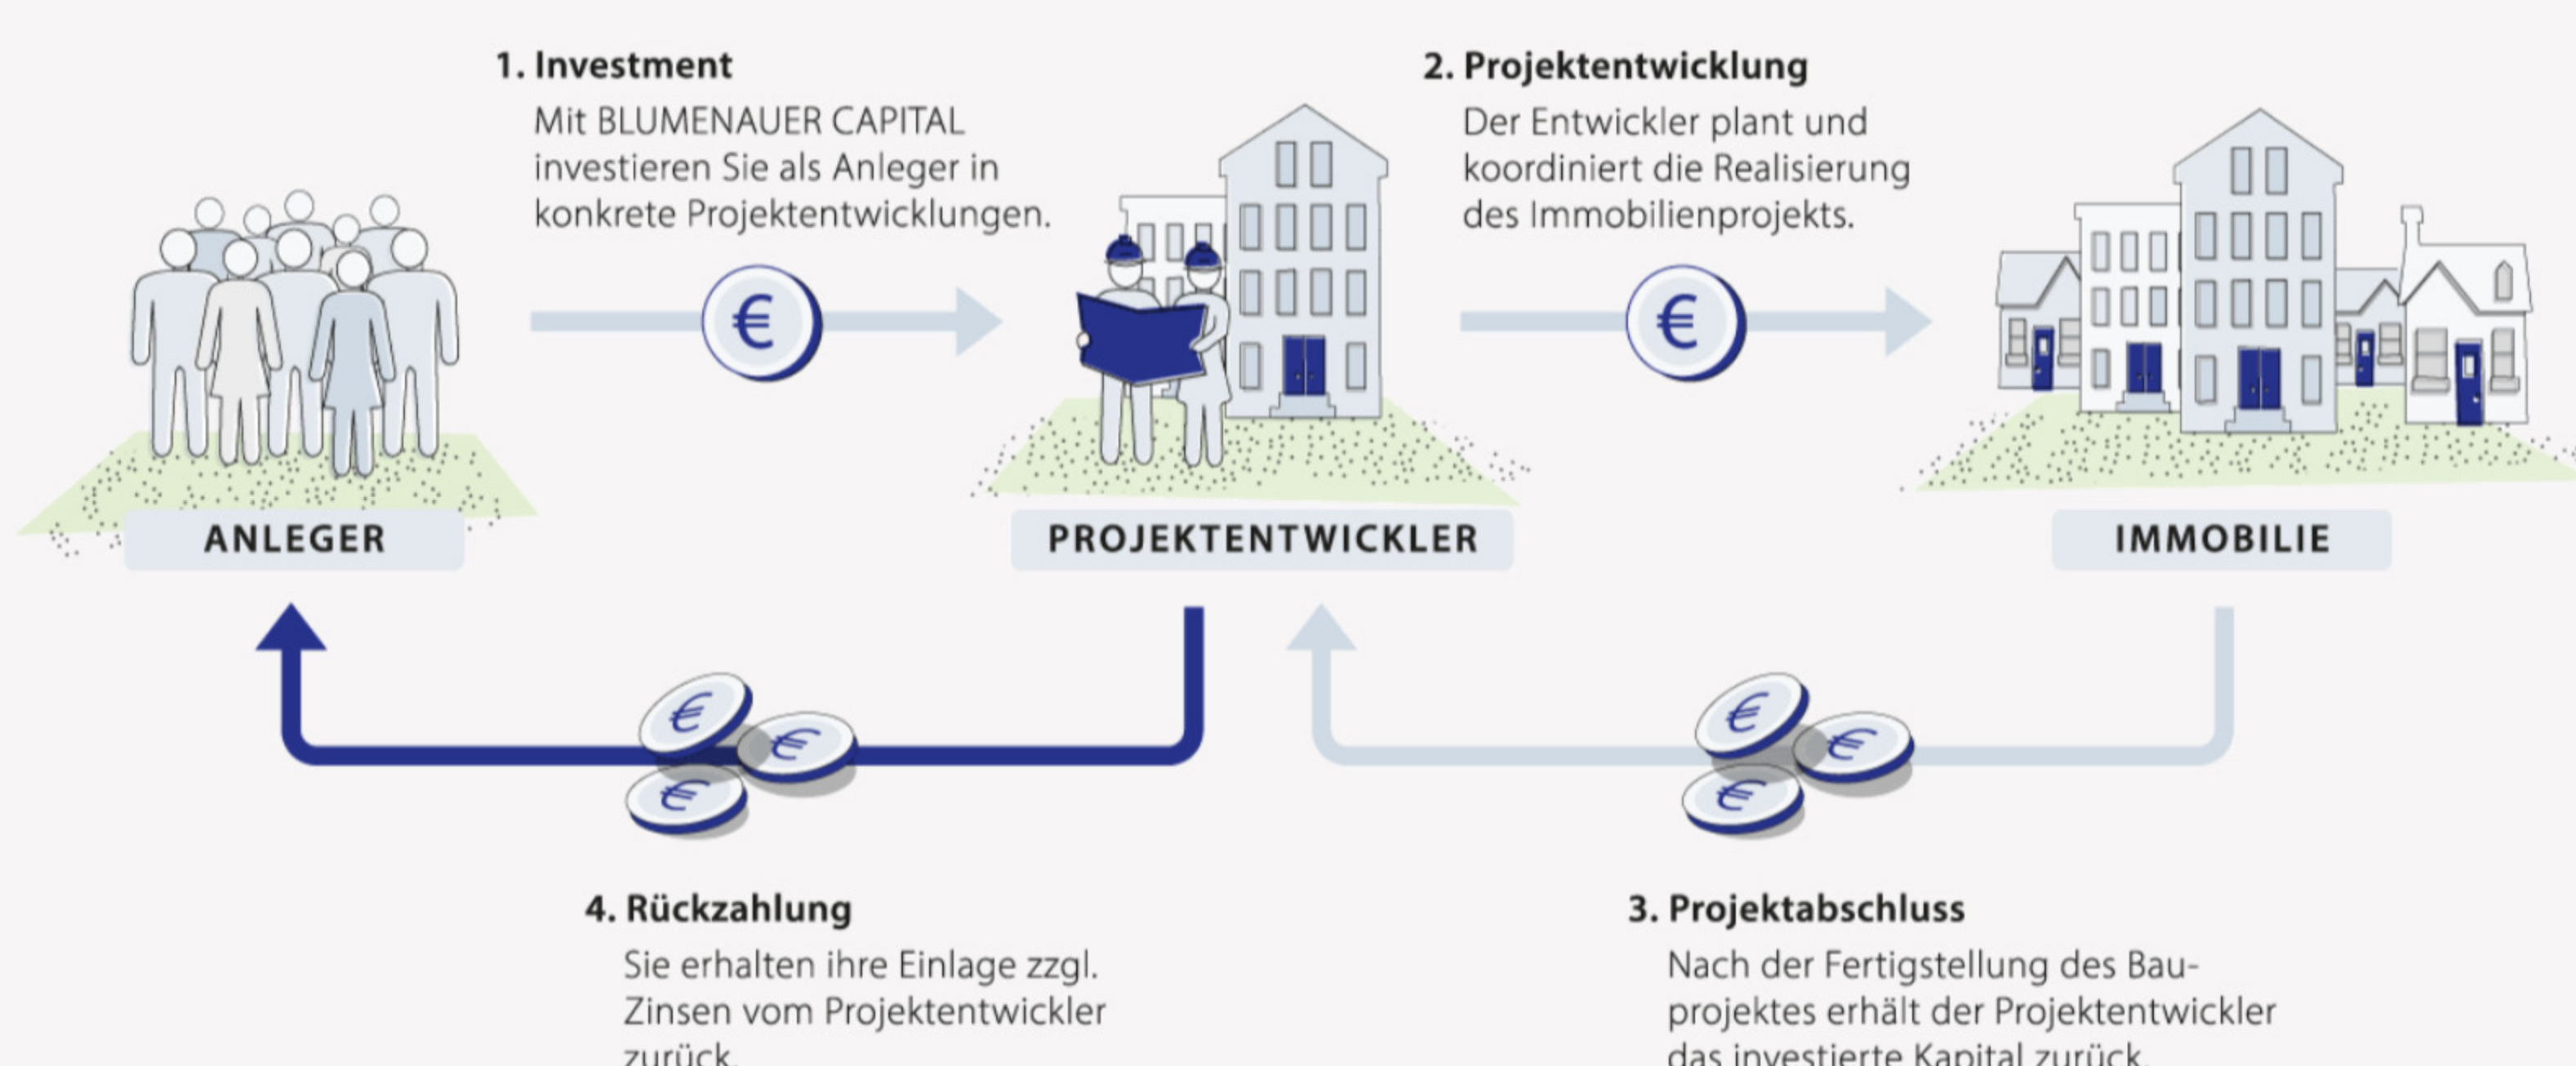 1. Investment
Mit BLUMENAUER CAPITAL
investieren Sie als Anleger in
konkrete Projektentwicklungen.
€
2. Projektentwicklung
Der Entwickler plant und
koordiniert die Realisierung
des Immobilienprojekts.
€
ANLEGER
PROJEKTENTWICKLER
IMMOBILIE
€
€
€
€
€
€
4. Rückzahlung
Sie erhalten ihre Einlage zzgl.
Zinsen vom Projektentwickler
zurück.
3. Projektabschluss
Nach der Fertigstellung des Bau-
projektes erhält der Projektentwickler
das investierte Kapital zurück.